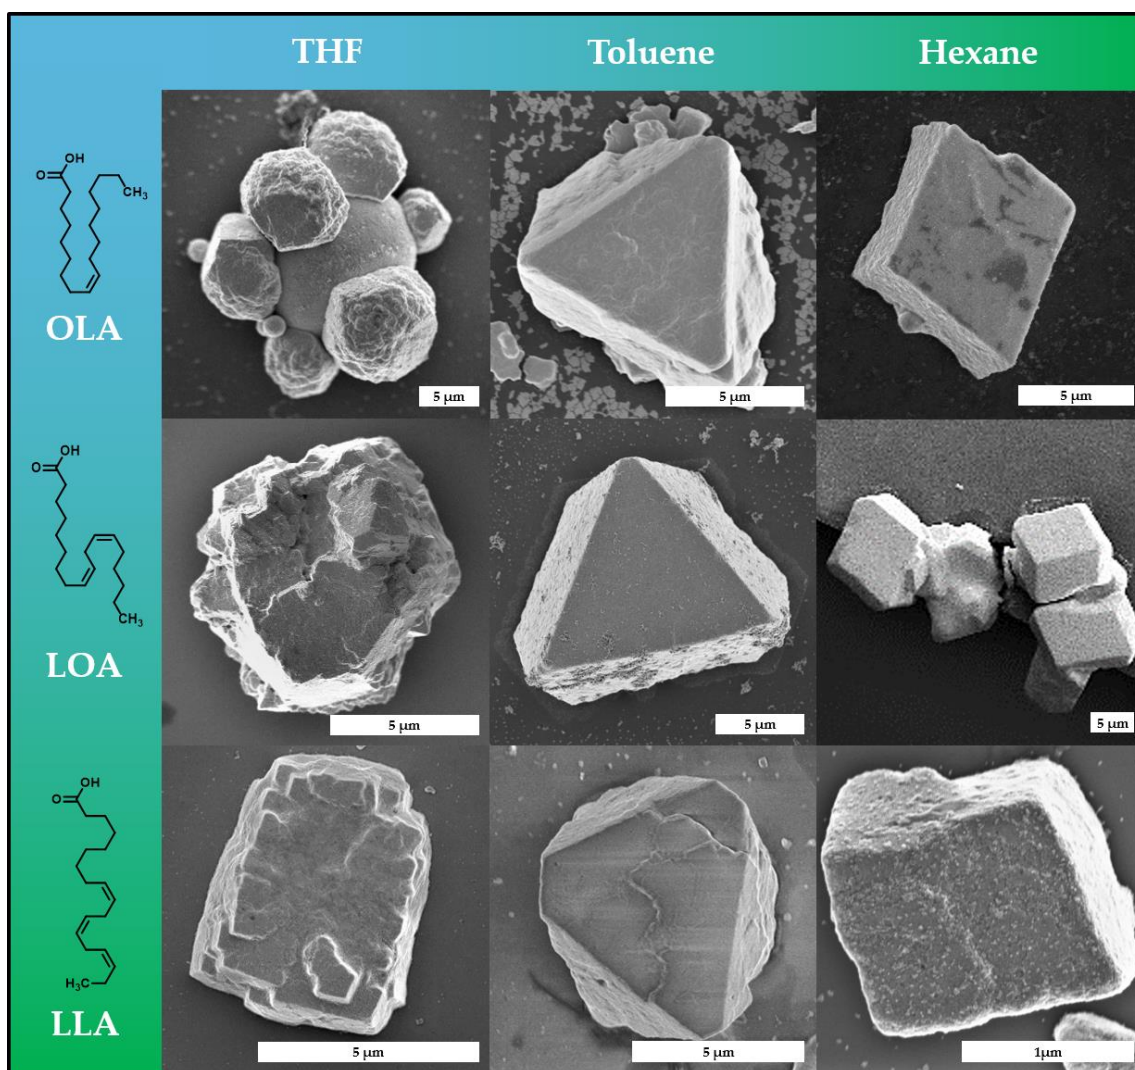 THF Toluene Hexane
OH
O
CH₃
OLA
5 µm
5 µm
5 µm
OH
O
CH₃
LOA
5 µm
5 µm
5 µm
OH
O
H₃C
LLA
5 µm
5 µm
1µm